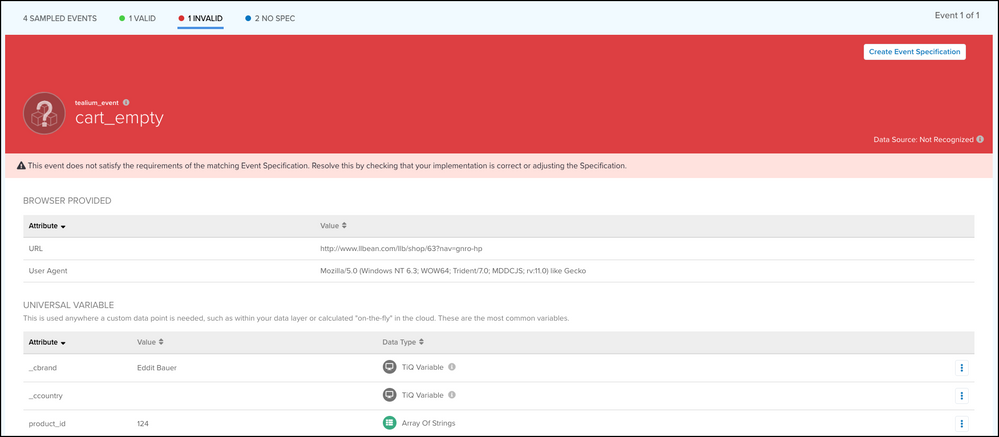 4 SAMPLED EVENTS 1 VALID 1 INVALID 2 NO SPEC Event 1 of 1
Create Event Specification
tealium_event
cart_empty
Data Source: Not Recognized
This event does not satisfy the requirements of the matching Event Specification. Resolve this by checking that your implementation is correct or adjusting the Specification.
BROWSER PROVIDED
Attribute Value
URL http://www.llbean.com/llb/shop/63?nav=gnro-hp
User Agent Mozilla/5.0 (Windows NT 6.3; WOW64; Trident/7.0; MDDCJS; rv:11.0) like Gecko
UNIVERSAL VARIABLE
This is used anywhere a custom data point is needed, such as within your data layer or calculated "on-the-fly" in the cloud. These are the most common variables.
Attribute Value Data Type
_cbrand Eddit Bauer TiQ Variable
_ccountry TiQ Variable
product_id 124 Array Of Strings